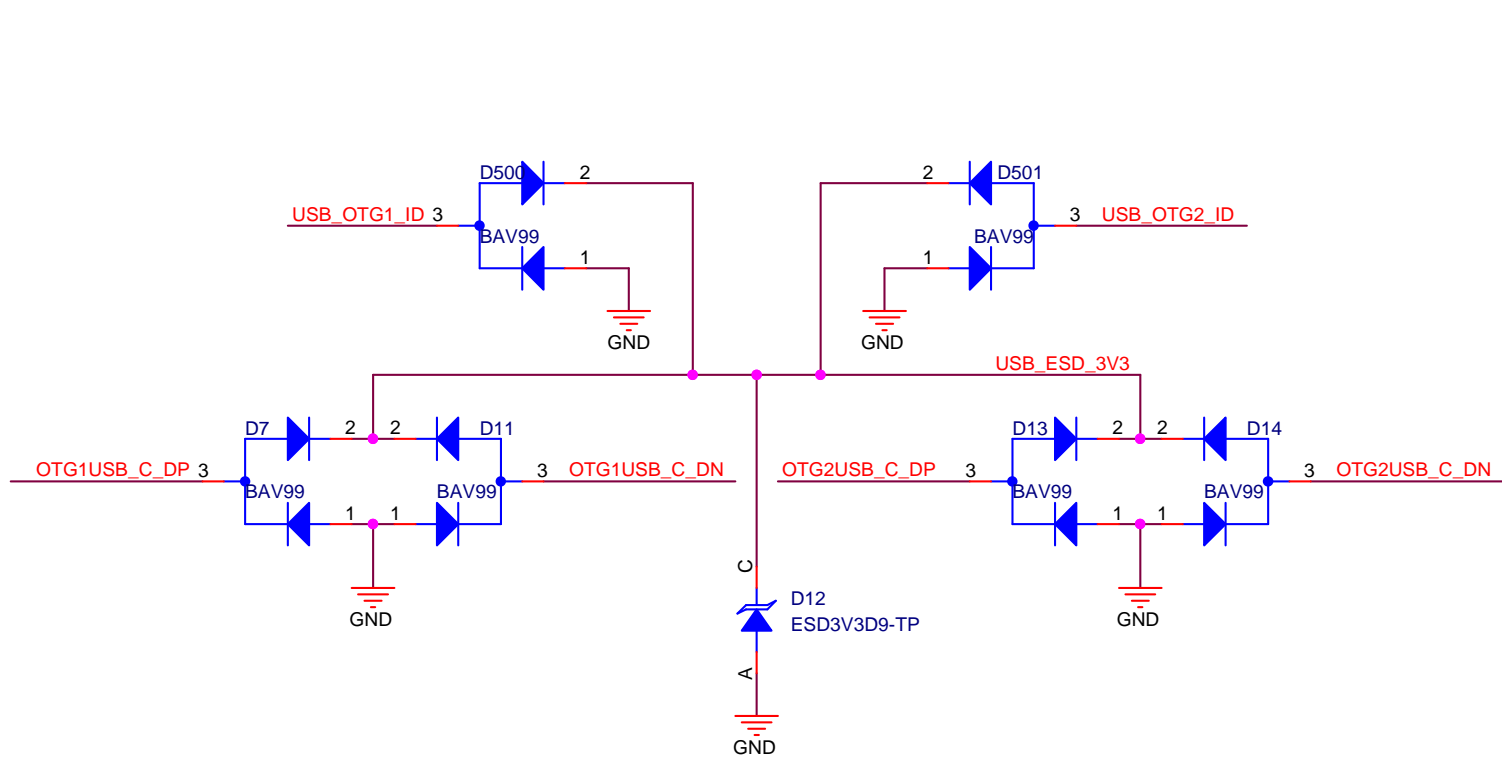 D500 2 2 D501
USB_OTG1_ID 3 3 USB_OTG2_ID
BAV99 BAV99
1 1
GND GND
USB_ESD_3V3
D7 2 2 D11 D13 2 2 D14
OTG1USB_C_DP 3 3 OTG1USB_C_DN OTG2USB_C_DP 3 3 OTG2USB_C_DN
BAV99 BAV99 BAV99 BAV99
1 1 1 1
C
D12
GND GND
ESD3V3D9-TP
A
GND